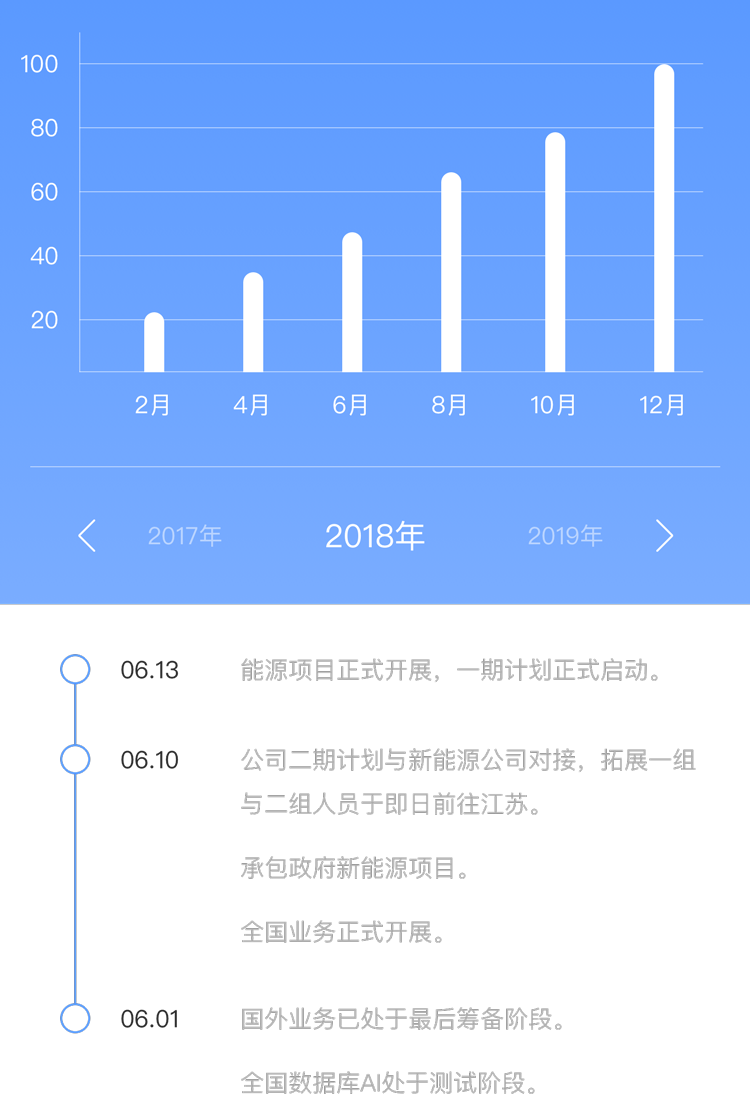 100
80
60
40
20
2月 4月 6月 8月 10月 12月
2017年 2018年 2019年
06.13 能源项目正式开展，一期计划正式启动。
06.10 公司二期计划与新能源公司对接，拓展一组
与二组人员于即日前往江苏。
承包政府新能源项目。
全国业务正式开展。
06.01 国外业务已处于最后筹备阶段。
全国数据库AI处于测试阶段。